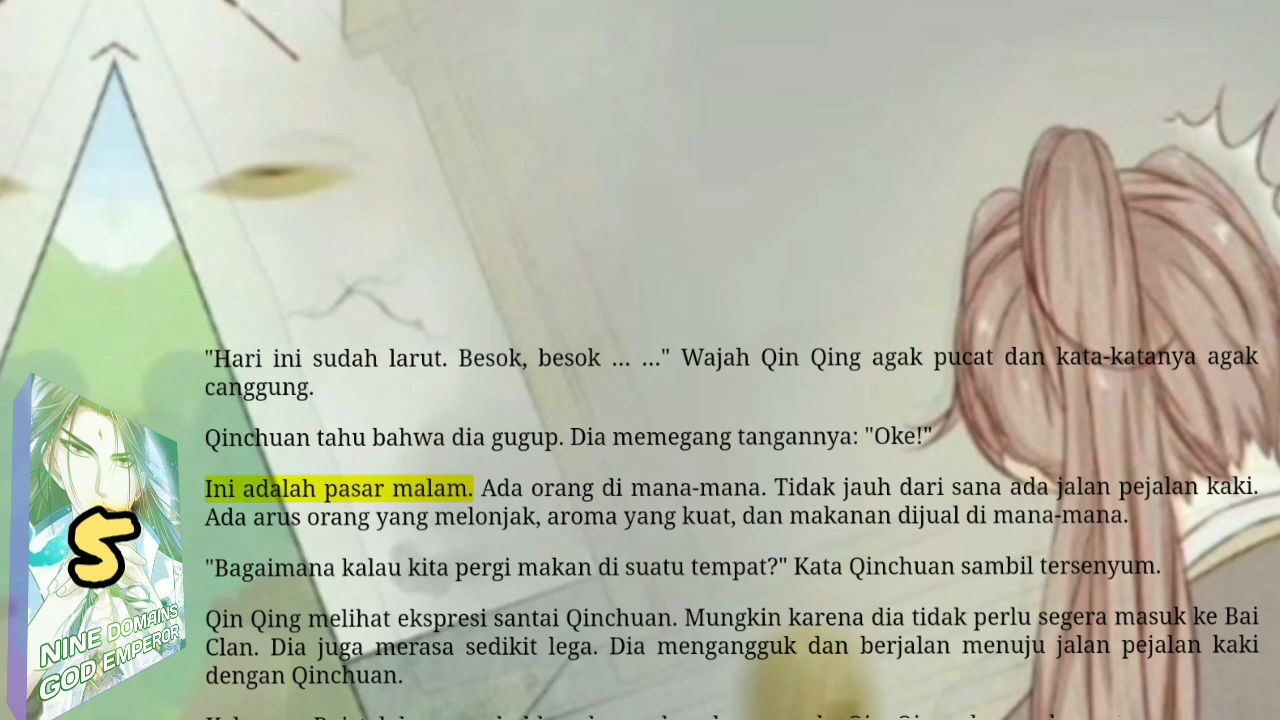 "Hari ini sudah larut. Besok, besok ... ..." Wajah Qin Qing agak pucat dan kata-katanya agak
canggung.
Qinchuan tahu bahwa dia gugup. Dia memegang tangannya: "Oke!"
Ini adalah pasar malam. Ada orang di mana-mana. Tidak jauh dari sana ada jalan pejalan kaki.
Ada arus orang yang melonjak, aroma yang kuat, dan makanan dijual di mana-mana.
"Bagaimana kalau kita pergi makan di suatu tempat?" Kata Qinchuan sambil tersenyum.
Qin Qing melihat ekspresi santai Qinchuan. Mungkin karena dia tidak perlu segera masuk ke Bai
Clan. Dia juga merasa sedikit lega. Dia mengangguk dan berjalan menuju jalan pejalan kaki
dengan Qinchuan.
S
NINE DOMAINS
GOD EMPEROR